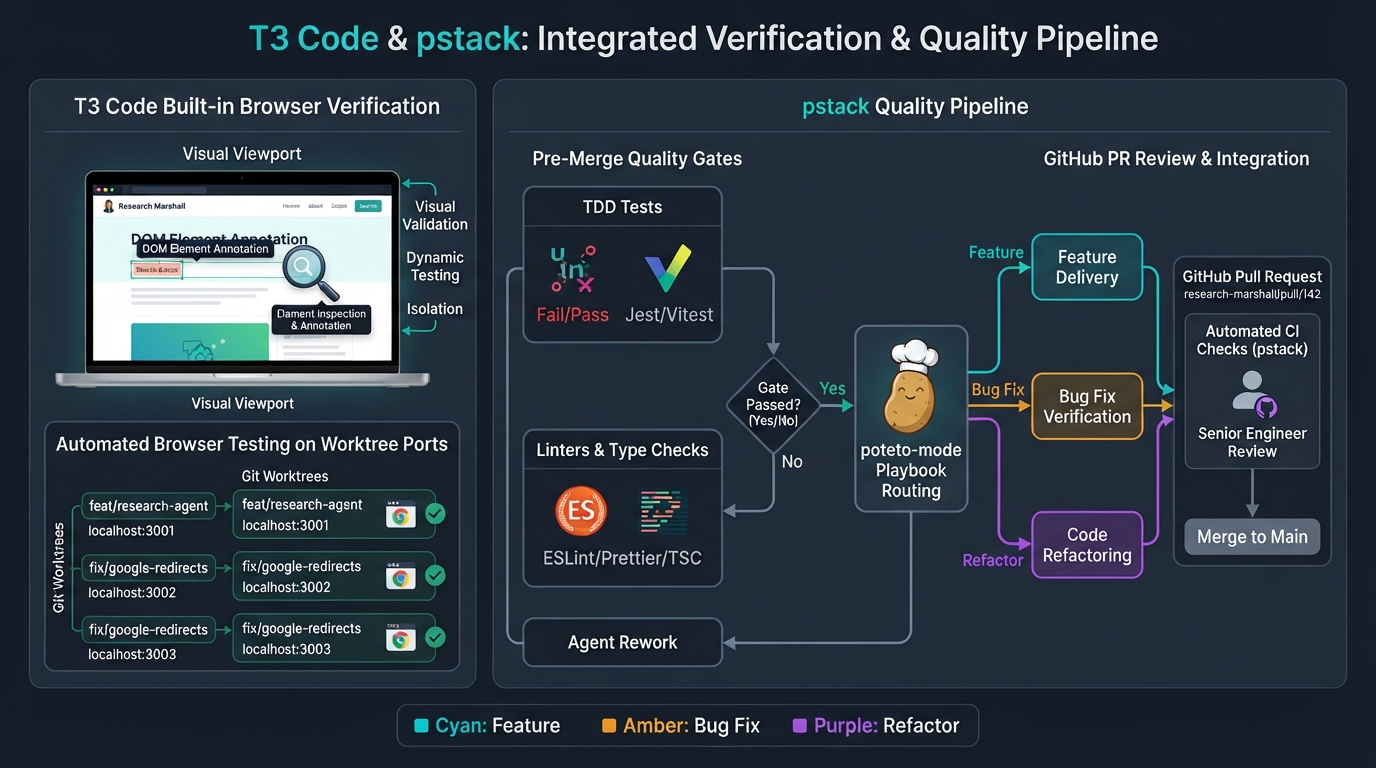 T3 Code & pstack: Integrated Verification & Quality Pipeline
T3 Code Built-in Browser Verification
Visual Viewport
Research Marshail
Home
About
DOM Element Annotation
DOM Element Annotation
Dament Inspection
& Annotation
Visual
Validation
Dynamic
Testing
Isolation
Visual Viewport
Automated Browser Testing on Worktree Ports
Git Worktrees
Git Worktrees
feat/research-agent
localhost:3001
feat/research-agent
localhost:3001
fix/google-redirects
localhost:3002
fix/google-redirects
localhost:3002
fix/google-redirects
localhost:3003
fix/google-redirects
localhost:3003
pstack Quality Pipeline
Pre-Merge Quality Gates
TDD Tests
Fail/Pass
Jest/Vitest
Linters & Type Checks
ES
ESLint/Prettier/TSC
Agent Rework
Gate
Passed?
(Yes/No)
Yes
No
poteto-mode
Playbook
Routing
Feature
Bug Fix
Refactor
Feature
Delivery
Bug Fix
Verification
Code
Refactoring
GitHub PR Review & Integration
GitHub Pull Request
research-marshall/pull/142
Automated CI
Checks (pstack)
Senior Engineer
Review
Merge to Main
Cyan: Feature
Amber: Bug Fix
Purple: Refactor